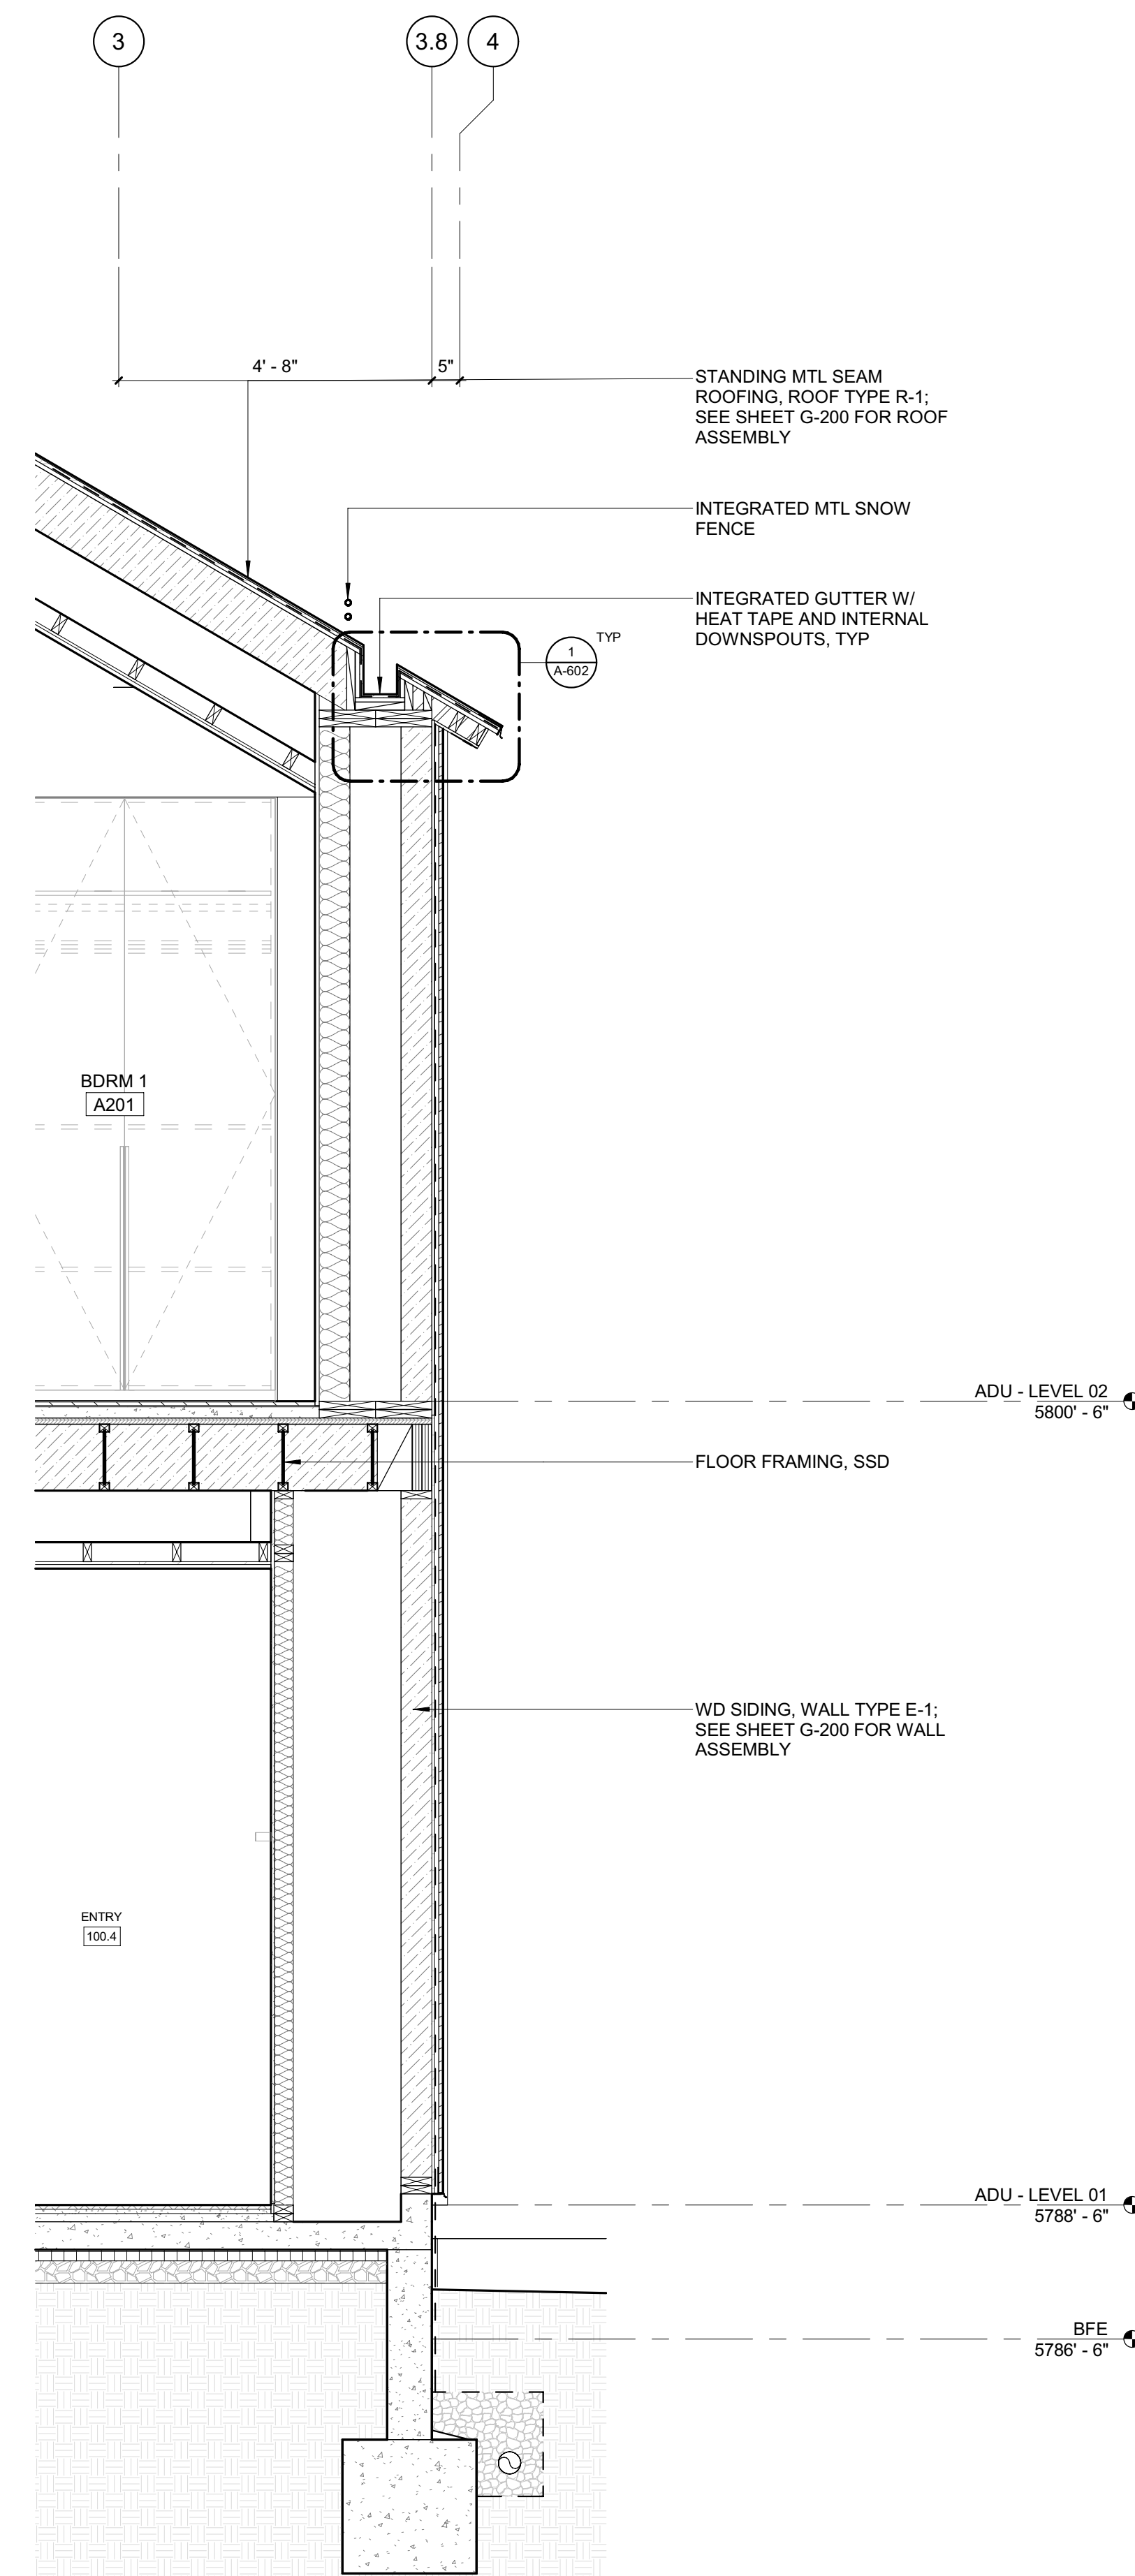 3
3.8
4
4' - 8"
5"
STANDING MTL SEAM
ROOFING, ROOF TYPE R-1;
SEE SHEET G-200 FOR ROOF
ASSEMBLY
INTEGRATED MTL SNOW
FENCE
INTEGRATED GUTTER W/
HEAT TAPE AND INTERNAL
DOWNSPOUTS, TYP
TYP
1
A-602
BDRM 1
A201
ADU - LEVEL 02
5800' - 6"
FLOOR FRAMING, SSD
WD SIDING, WALL TYPE E-1;
SEE SHEET G-200 FOR WALL
ASSEMBLY
ENTRY
100.4
ADU - LEVEL 01
5788' - 6"
BFE
5786' - 6"